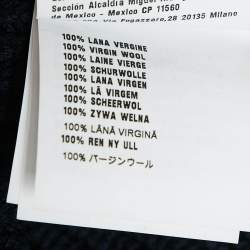 Sección Alcaldía Miguel
de Mexico - Mexico CP 11560
Fogazzaro,28 20135 Milano
100% LANA VERGINE
100% VIRGIN WOOL
100% LAINE VIERGE
100% SCHURWOLLE
100% LANA VIRGEN
100% LÃ VIRGEM
100% SCHEERWOL
100% ZYWA WELNA
100% LÂNĂ VIRGINĂ
100% REN NY ULL
100% バージンウール